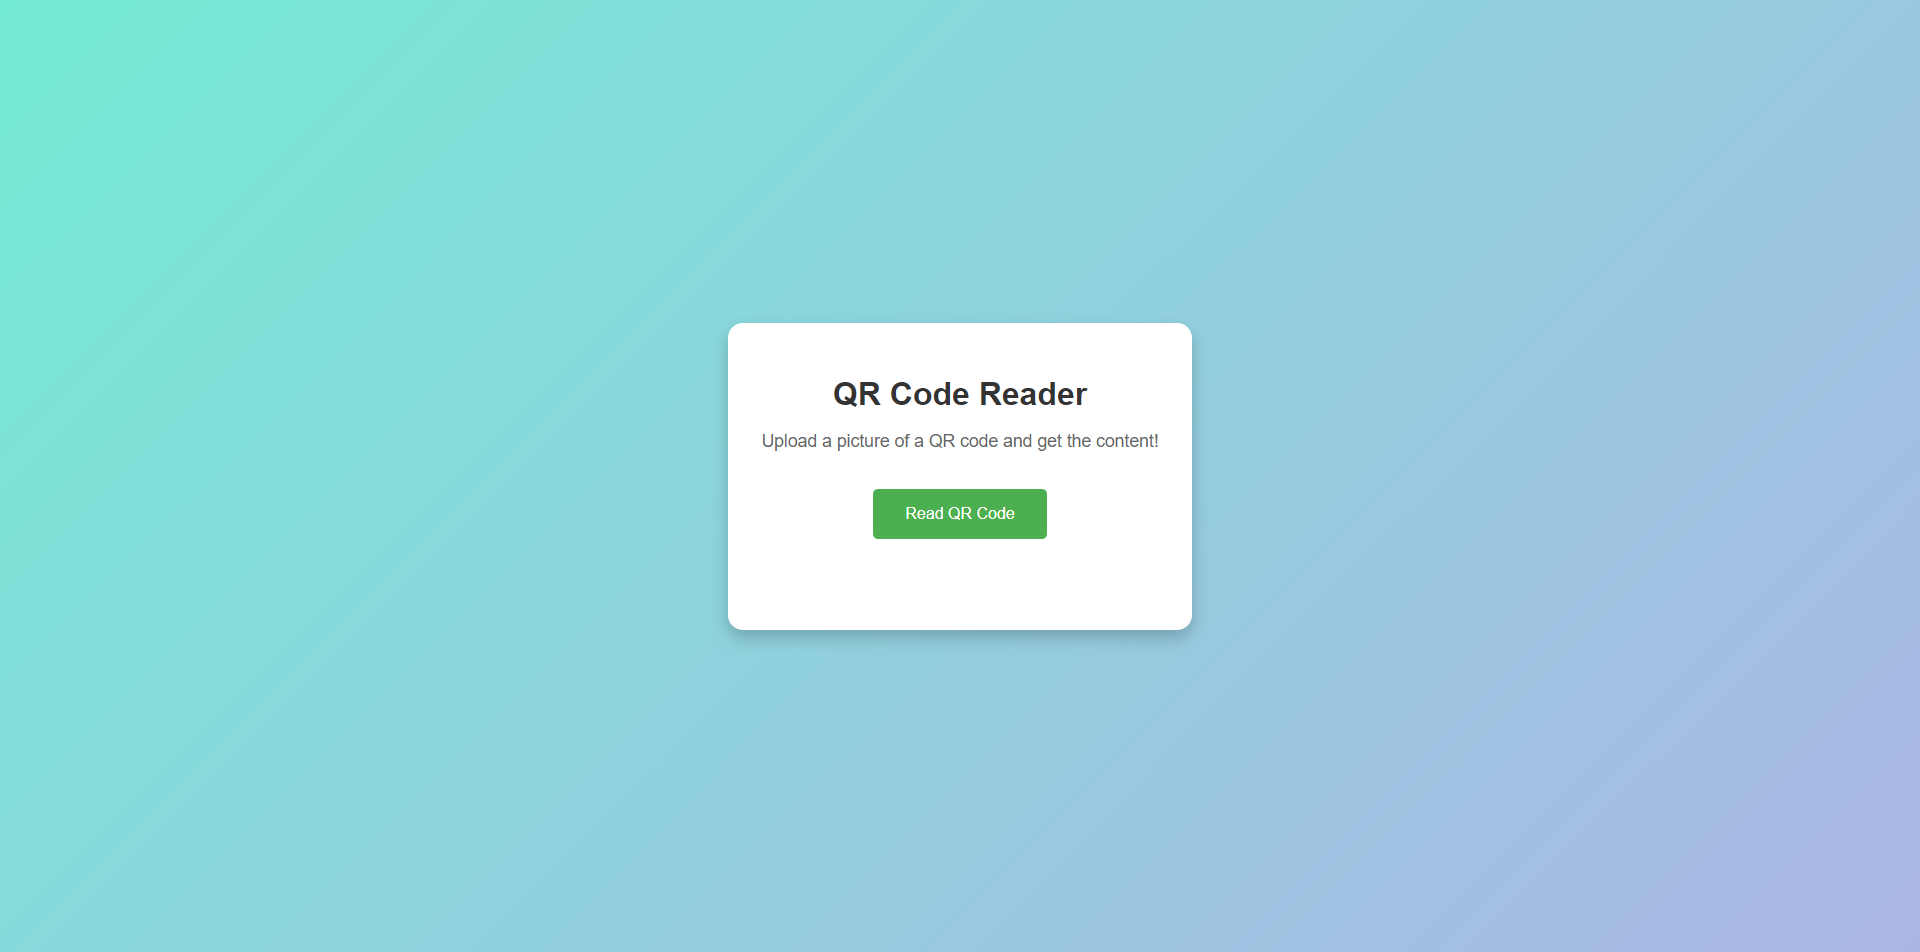 QR Code Reader
Upload a picture of a QR code and get the content!
Read QR Code